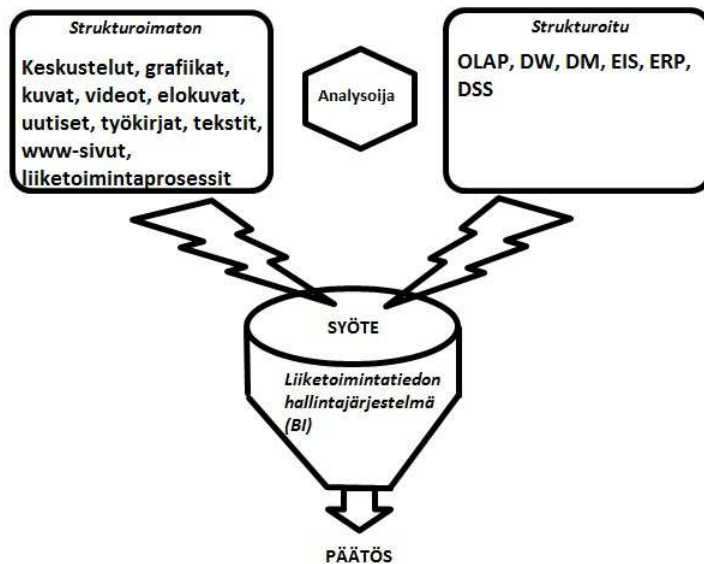 Strukturoimaton
Keskustelut, grafiikat,
kuvat, videot, elokuvat,
uutiset, työkirjat, tekstit,
www-sivut,
liiketoimintaprosessit
Analysoija
Strukturoitu
OLAP, DW, DM, EIS, ERP,
DSS
SYÖTE
Liiketoimintatiedon
hallintajärjestelmä
(BI)
PÄÄTÖS